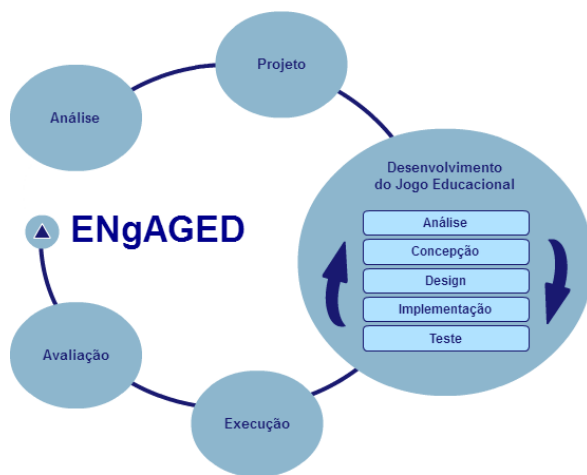 Análise
Projeto
Desenvolvimento
do Jogo Educacional
Análise
Concepção
Design
Implementação
Teste
Execução
Avaliação
ENgAGED